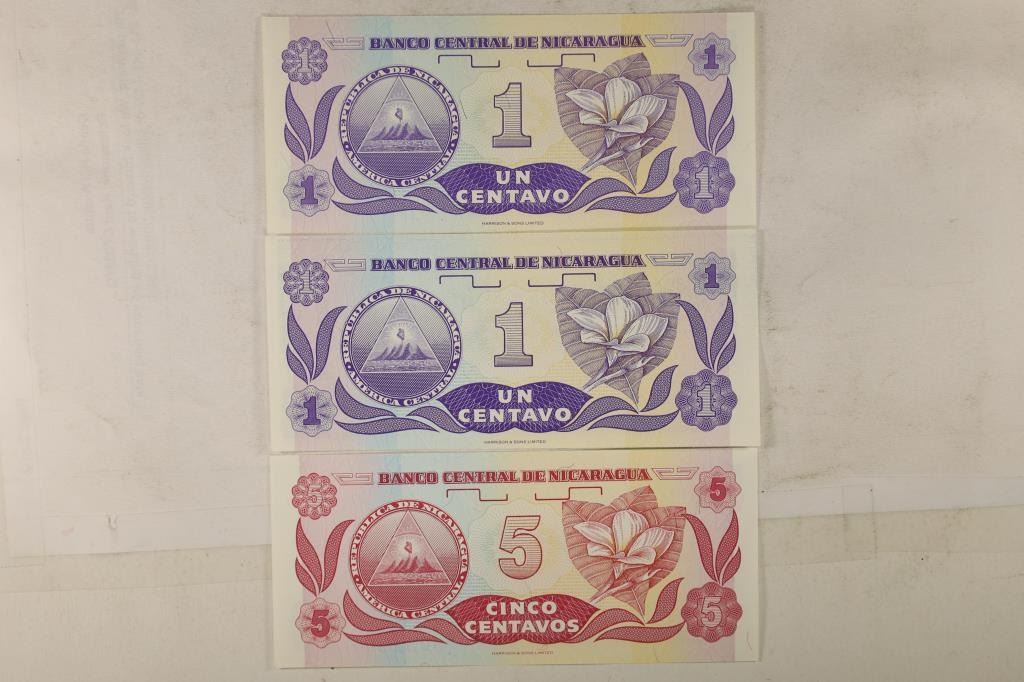 1 BANCO CENTRAL DE NICARAGUA 1
REPUBLICA DE NICARAGUA
AMERICA CENTRAL
1
1 UN CENTAVO 1
HARRISON & SONS LIMITED
1 BANCO CENTRAL DE NICARAGUA 1
REPUBLICA DE NICARAGUA
AMERICA CENTRAL
1
1 UN CENTAVO 1
HARRISON & SONS LIMITED
5 BANCO CENTRAL DE NICARAGUA 5
REPUBLICA DE NICARAGUA
AMERICA CENTRAL
5
5 CINCO CENTAVOS 5
HARRISON & SONS LIMITED